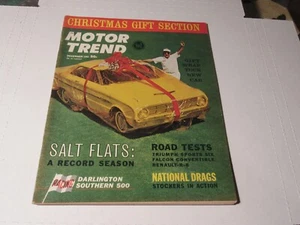 CHRISTMAS GIFT SECTION
MOTOR
TREND
SALT FLATS:
A RECORD SEASON
DARLINGTON
SOUTHERN 500
ROAD TESTS
TRIUMPH SPORTS SIX
FALCON CONVERTIBLE
RENAULT R-8
NATIONAL DRAGS
STOCKERS IN ACTION